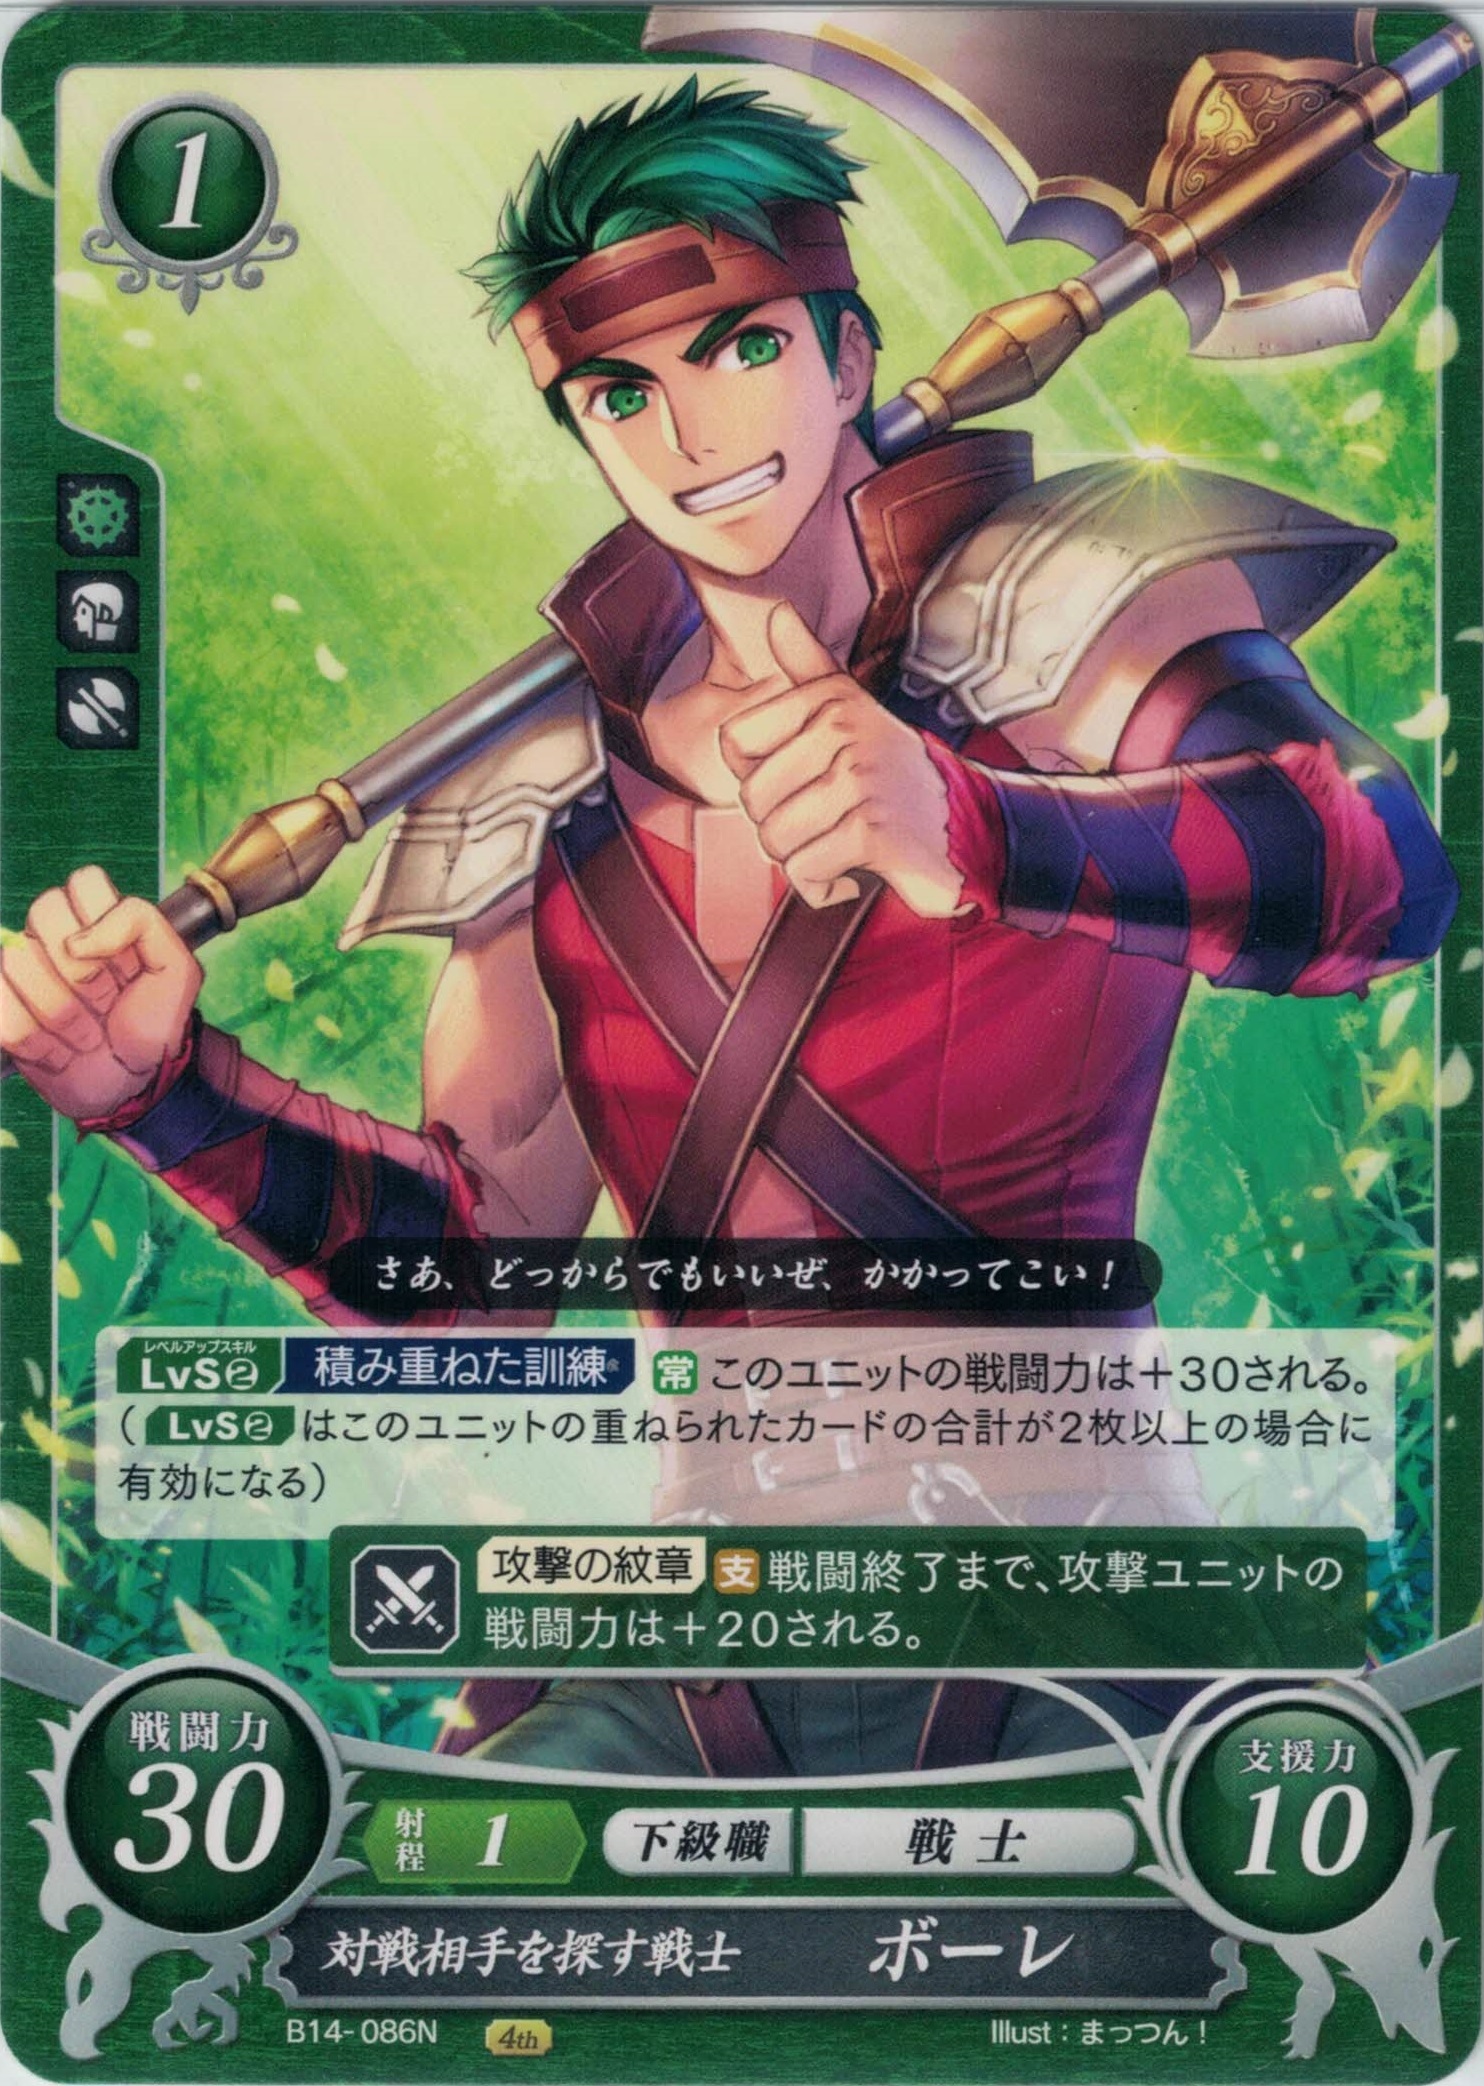 1
さあ、どっからでもいいぜ、かかってこい！
レベルアップスキル
LvS2 積み重ねた訓練 常 このユニットの戦闘力は＋30される。
（LvS2はこのユニットの重ねられたカードの合計が2枚以上の場合に
有効になる）
攻撃の紋章 支 戦闘終了まで、攻撃ユニットの
戦闘力は＋20される。
戦闘力
30
射程 1
下級職 戦士
支援力
10
対戦相手を探す戦士 ボーレ
B14-086N 4th Illust：まっつん！